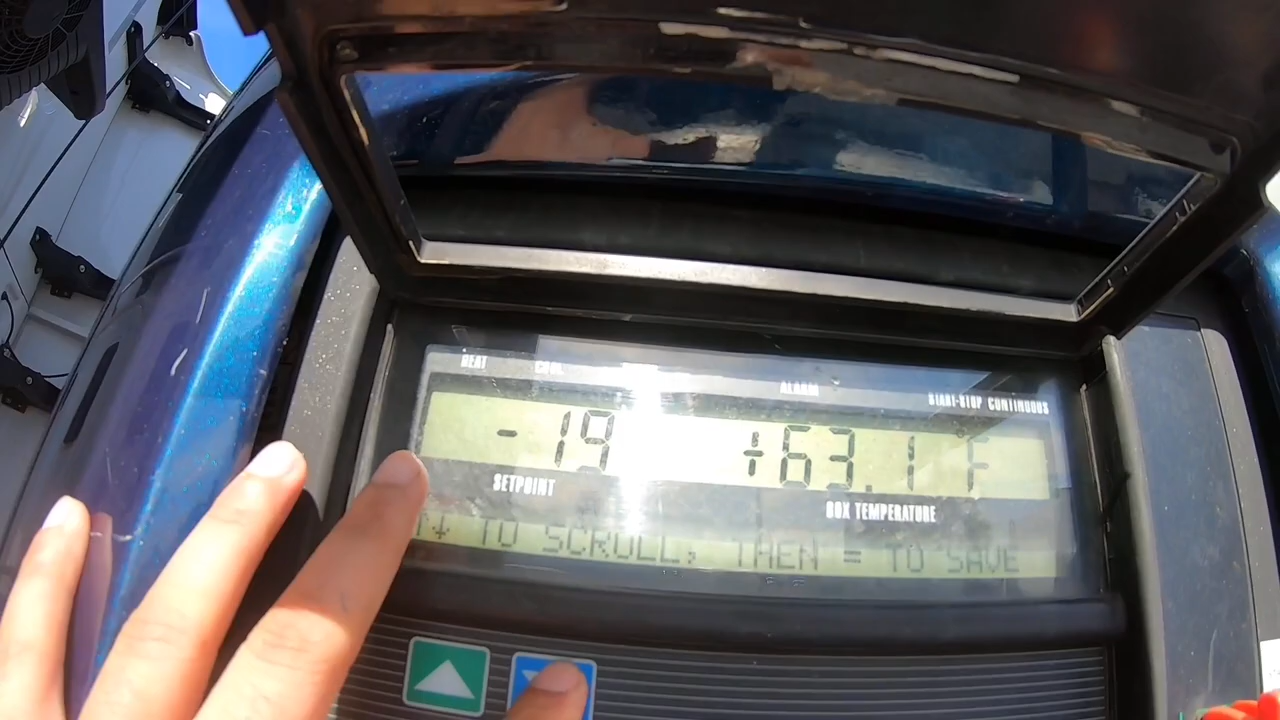 HEAT COOL ALARM START-STOP CONTINUOUS
-19 +63.1 F
SETPOINT BOX TEMPERATURE
TO SCROLL, THEN = TO SAVE